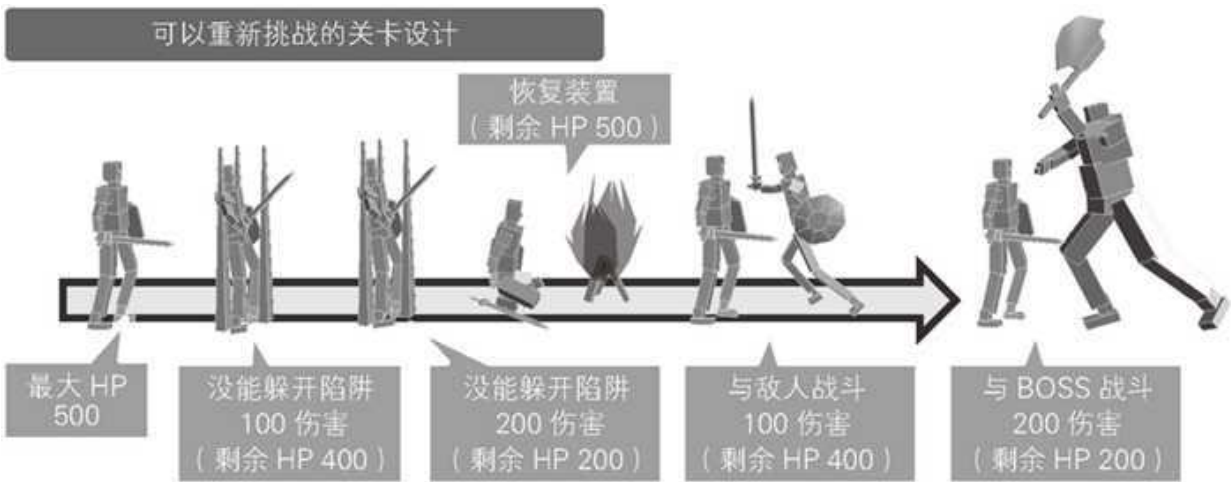 可以重新挑战的关卡设计
恢复装置
（剩余 HP 500）
最大 HP
500
没能躲开陷阱
100 伤害
（剩余 HP 400）
没能躲开陷阱
200 伤害
（剩余 HP 200）
与敌人战斗
100 伤害
（剩余 HP 400）
与 BOSS 战斗
200 伤害
（剩余 HP 200）